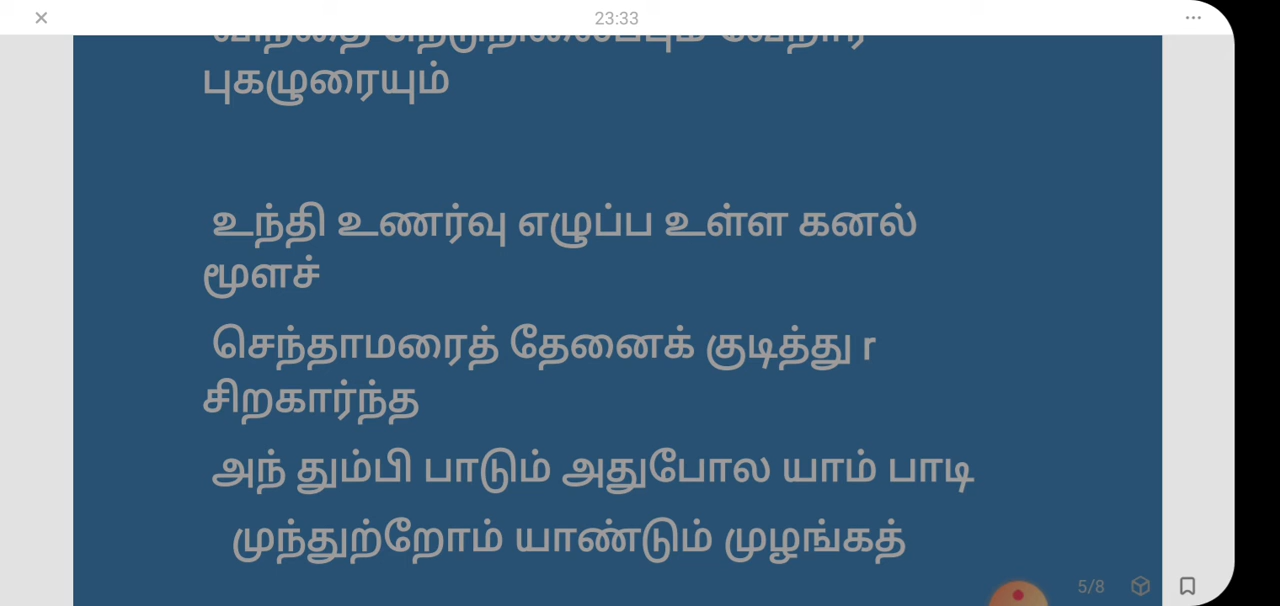 23:33
விந்தை நெடுநிலைப்பும் வேறார்
புகழுரையும்
உந்தி உணர்வு எழுப்ப உள்ள கனல்
மூளச்
செந்தாமரைத் தேனைக் குடித்து r
சிறகார்ந்த
அந் தும்பி பாடும் அதுபோல யாம் பாடி
முந்துற்றோம் யாண்டும் முழங்கத்
5/8